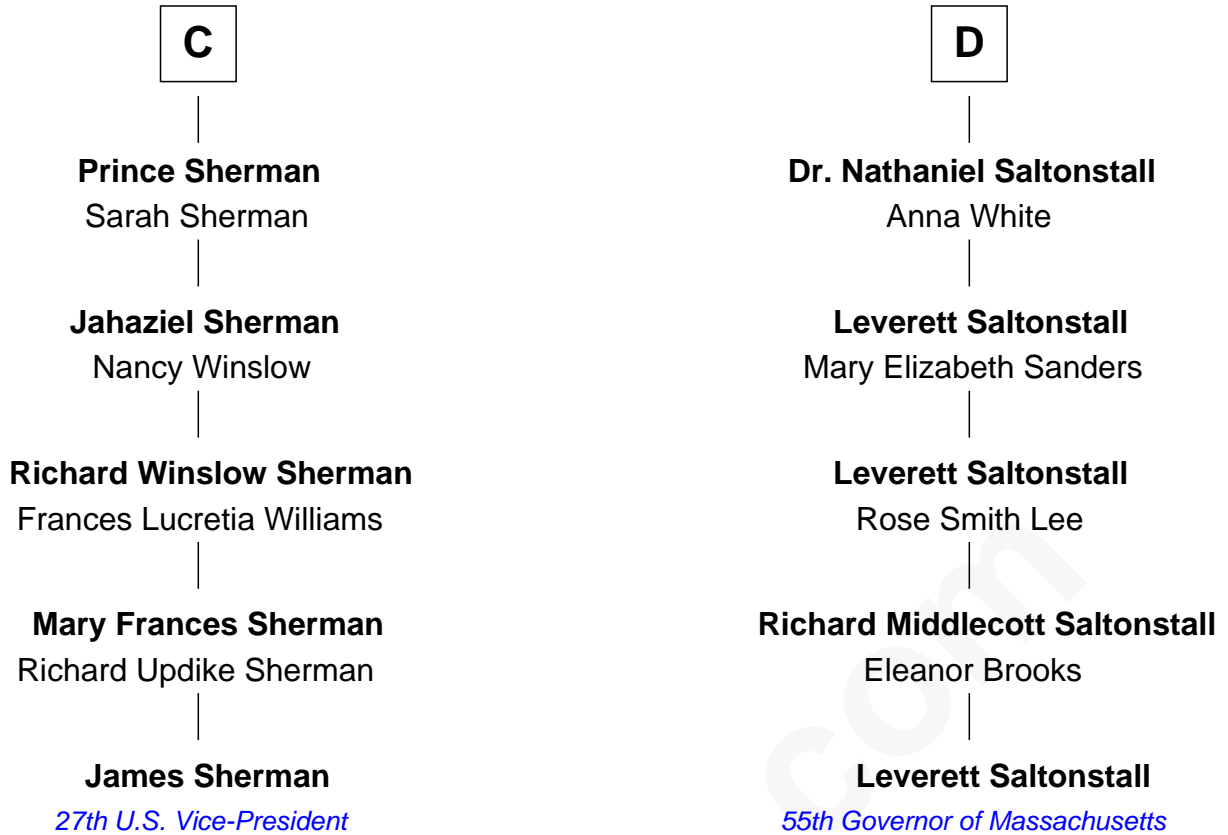 C
Prince Sherman
Sarah Sherman
Jahaziel Sherman
Nancy Winslow
Richard Winslow Sherman
Frances Lucretia Williams
Mary Frances Sherman
Richard Updike Sherman
James Sherman
27th U.S. Vice-President
D
Dr. Nathaniel Saltonstall
Anna White
Leverett Saltonstall
Mary Elizabeth Sanders
Leverett Saltonstall
Rose Smith Lee
Richard Middlecott Saltonstall
Eleanor Brooks
Leverett Saltonstall
55th Governor of Massachusetts
com